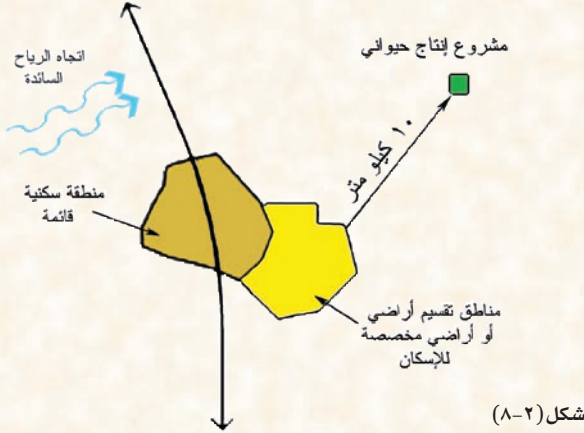 اتجاه الرياح
السائدة
مشروع إنتاج حيواني
١٠ كيلو متر
منطقة سكنية
قائمة
مناطق تقسيم أراضي
أو أراضي مخصصة
للإسكان
شكل (٢-٨)